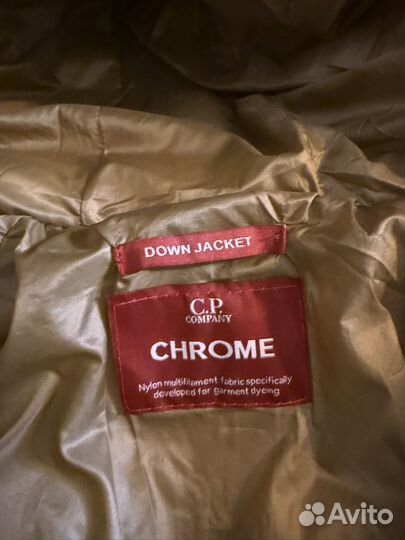 DOWN JACKET
C.P.
COMPANY
CHROME
Nylon multifilament fabric specifically
developed for garment dyeing
Avito